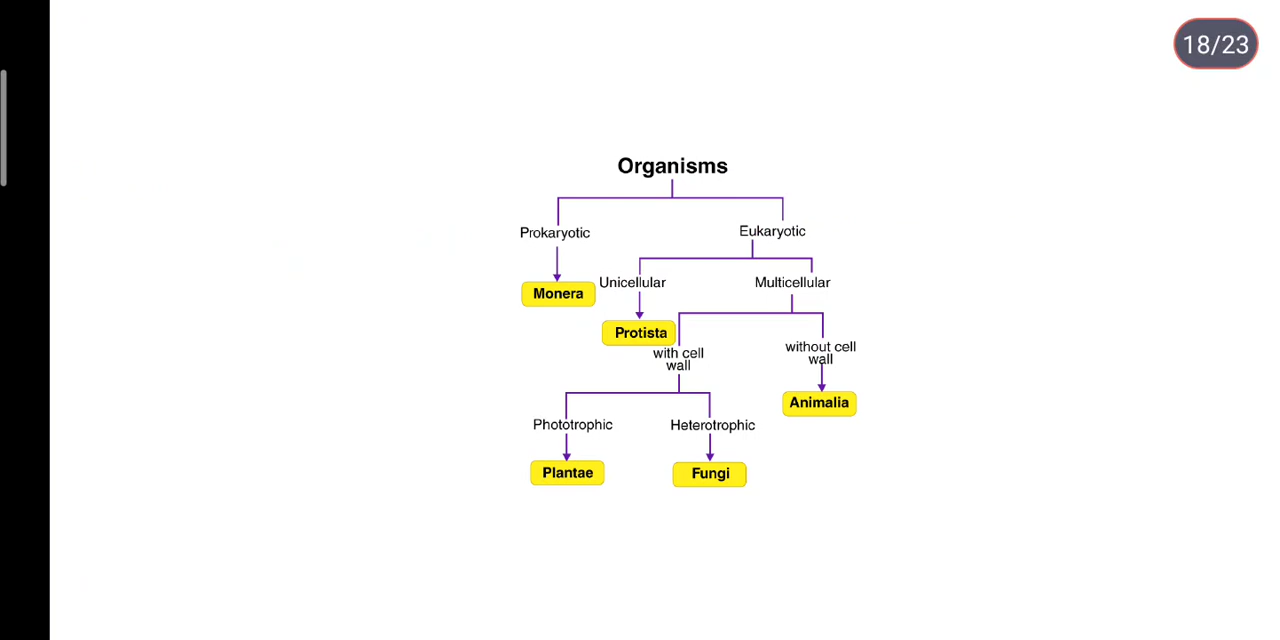 18/23
Organisms
Prokaryotic
Eukaryotic
Monera
Unicellular
Multicellular
Protista
with cell
wall
without cell
wall
Animalia
Phototrophic
Heterotrophic
Plantae
Fungi